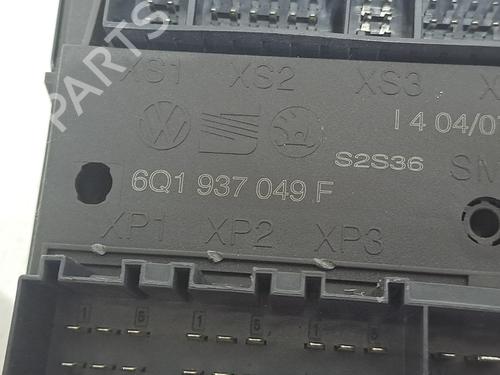 PARTS
XS1 XS2 XS3 X
I 4 04/0
S2S36 SM
6Q1 937 049 F
XP1 XP2 XP3
1 6 1 6 1 6